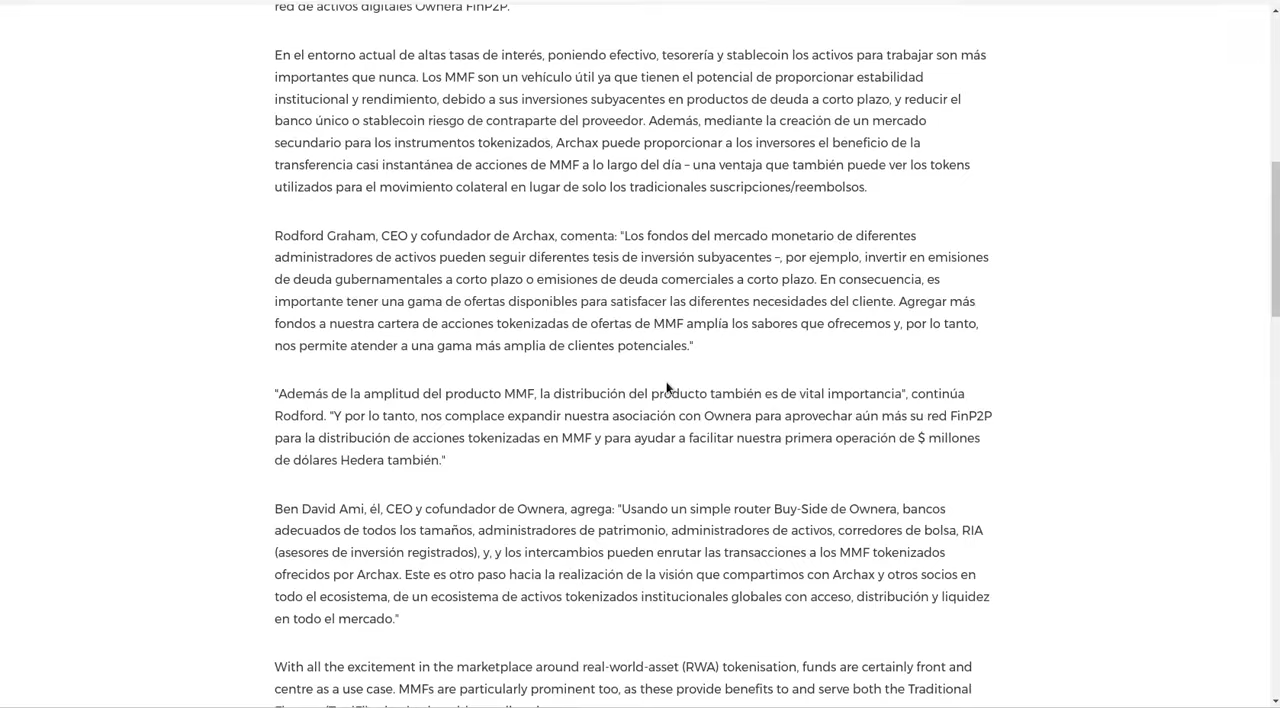 red de activos digitales Ownera FinP2P.
En el entorno actual de altas tasas de interés, poniendo efectivo, tesorería y stablecoin los activos para trabajar son más
importantes que nunca. Los MMF son un vehículo útil ya que tienen el potencial de proporcionar estabilidad
institucional y rendimiento, debido a sus inversiones subyacentes en productos de deuda a corto plazo, y reducir el
banco único o stablecoin riesgo de contraparte del proveedor. Además, mediante la creación de un mercado
secundario para los instrumentos tokenizados, Archax puede proporcionar a los inversores el beneficio de la
transferencia casi instantánea de acciones de MMF a lo largo del día – una ventaja que también puede ver los tokens
utilizados para el movimiento colateral en lugar de solo los tradicionales suscripciones/reembolsos.
Rodford Graham, CEO y cofundador de Archax, comenta: "Los fondos del mercado monetario de diferentes
administradores de activos pueden seguir diferentes tesis de inversión subyacentes –, por ejemplo, invertir en emisiones
de deuda gubernamentales a corto plazo o emisiones de deuda comerciales a corto plazo. En consecuencia, es
importante tener una gama de ofertas disponibles para satisfacer las diferentes necesidades del cliente. Agregar más
fondos a nuestra cartera de acciones tokenizadas de ofertas de MMF amplía los sabores que ofrecemos y, por lo tanto,
nos permite atender a una gama más amplia de clientes potenciales."
"Además de la amplitud del producto MMF, la distribución del producto también es de vital importancia", continúa
Rodford. "Y por lo tanto, nos complace expandir nuestra asociación con Ownera para aprovechar aún más su red FinP2P
para la distribución de acciones tokenizadas en MMF y para ayudar a facilitar nuestra primera operación de $ millones
de dólares Hedera también."
Ben David Ami, él, CEO y cofundador de Ownera, agrega: "Usando un simple router Buy-Side de Ownera, bancos
adecuados de todos los tamaños, administradores de patrimonio, administradores de activos, corredores de bolsa, RIA
(asesores de inversión registrados), y, y los intercambios pueden enrutar las transacciones a los MMF tokenizados
ofrecidos por Archax. Este es otro paso hacia la realización de la visión que compartimos con Archax y otros socios en
todo el ecosistema, de un ecosistema de activos tokenizados institucionales globales con acceso, distribución y liquidez
en todo el mercado."
With all the excitement in the marketplace around real-world-asset (RWA) tokenisation, funds are certainly front and
centre as a use case. MMFs are particularly prominent too, as these provide benefits to and serve both the Traditional